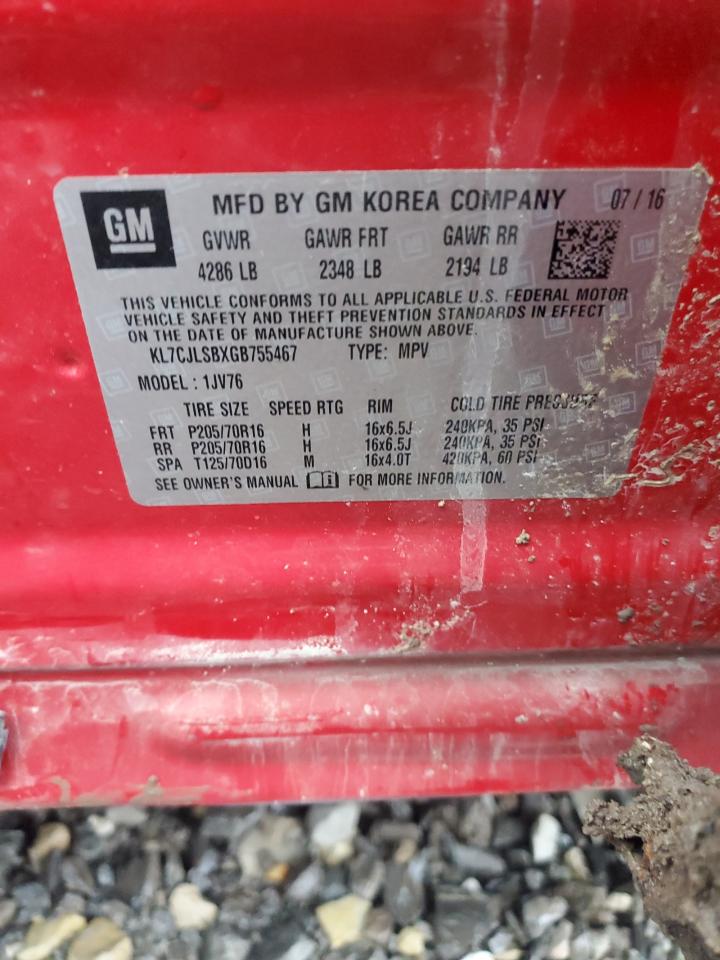 GM MFD BY GM KOREA COMPANY 07 / 16
GVWR GAWR FRT GAWR RR
4286 LB 2348 LB 2194 LB
THIS VEHICLE CONFORMS TO ALL APPLICABLE U.S. FEDERAL MOTOR
VEHICLE SAFETY AND THEFT PREVENTION STANDARDS IN EFFECT
ON THE DATE OF MANUFACTURE SHOWN ABOVE.
KL7CJLSBXGB755467 TYPE: MPV
MODEL : 1JV76
TIRE SIZE SPEED RTG RIM COLD TIRE PRESSURE
FRT P205/70R16 H 16x6.5J 240KPA, 35 PSI
RR P205/70R16 H 16x6.5J 240KPA, 35 PSI
SPA T125/70D16 M 16x4.0T 420KPA, 60 PSI
SEE OWNER'S MANUAL FOR MORE INFORMATION.